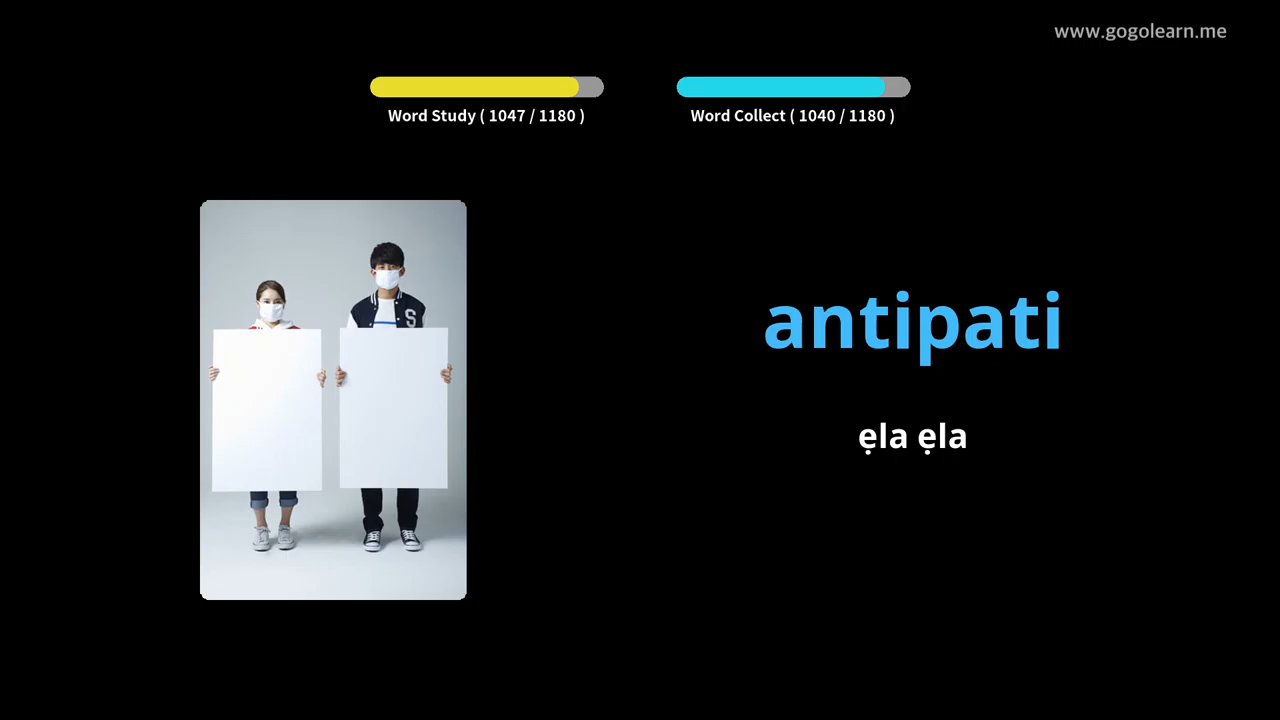 www.gogolearn.me
Word Study ( 1047 / 1180 )
Word Collect ( 1040 / 1180 )
S
antipati
ẹla ẹla